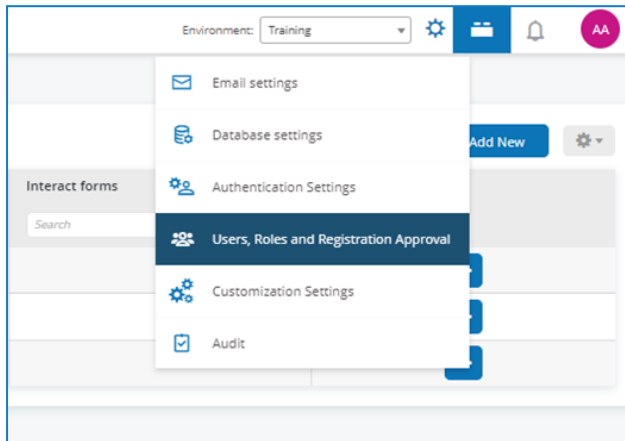 Environment: Training
AA
Email settings
Database settings
Add New
Interact forms
Authentication Settings
Search
Users, Roles and Registration Approval
Customization Settings
Audit